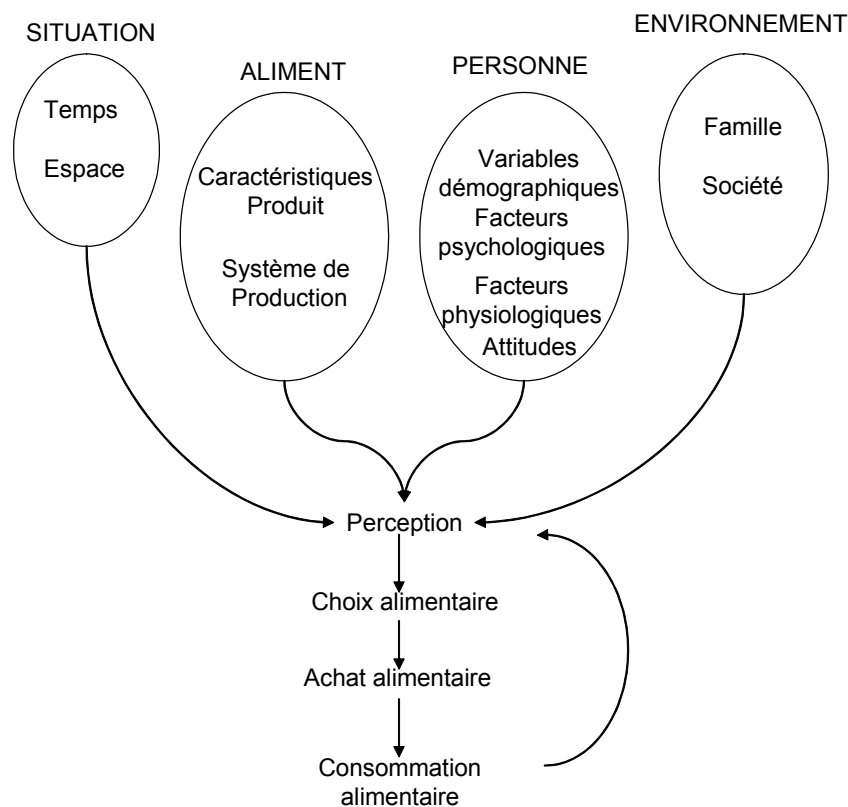 SITUATION
Temps
Espace
ALIMENT
Caractéristiques
Produit
Système de
Production
PERSONNE
Variables
démographiques
Facteurs
psychologiques
Facteurs
physiologiques
Attitudes
ENVIRONNEMENT
Famille
Société
Perception
Choix alimentaire
Achat alimentaire
Consommation
alimentaire